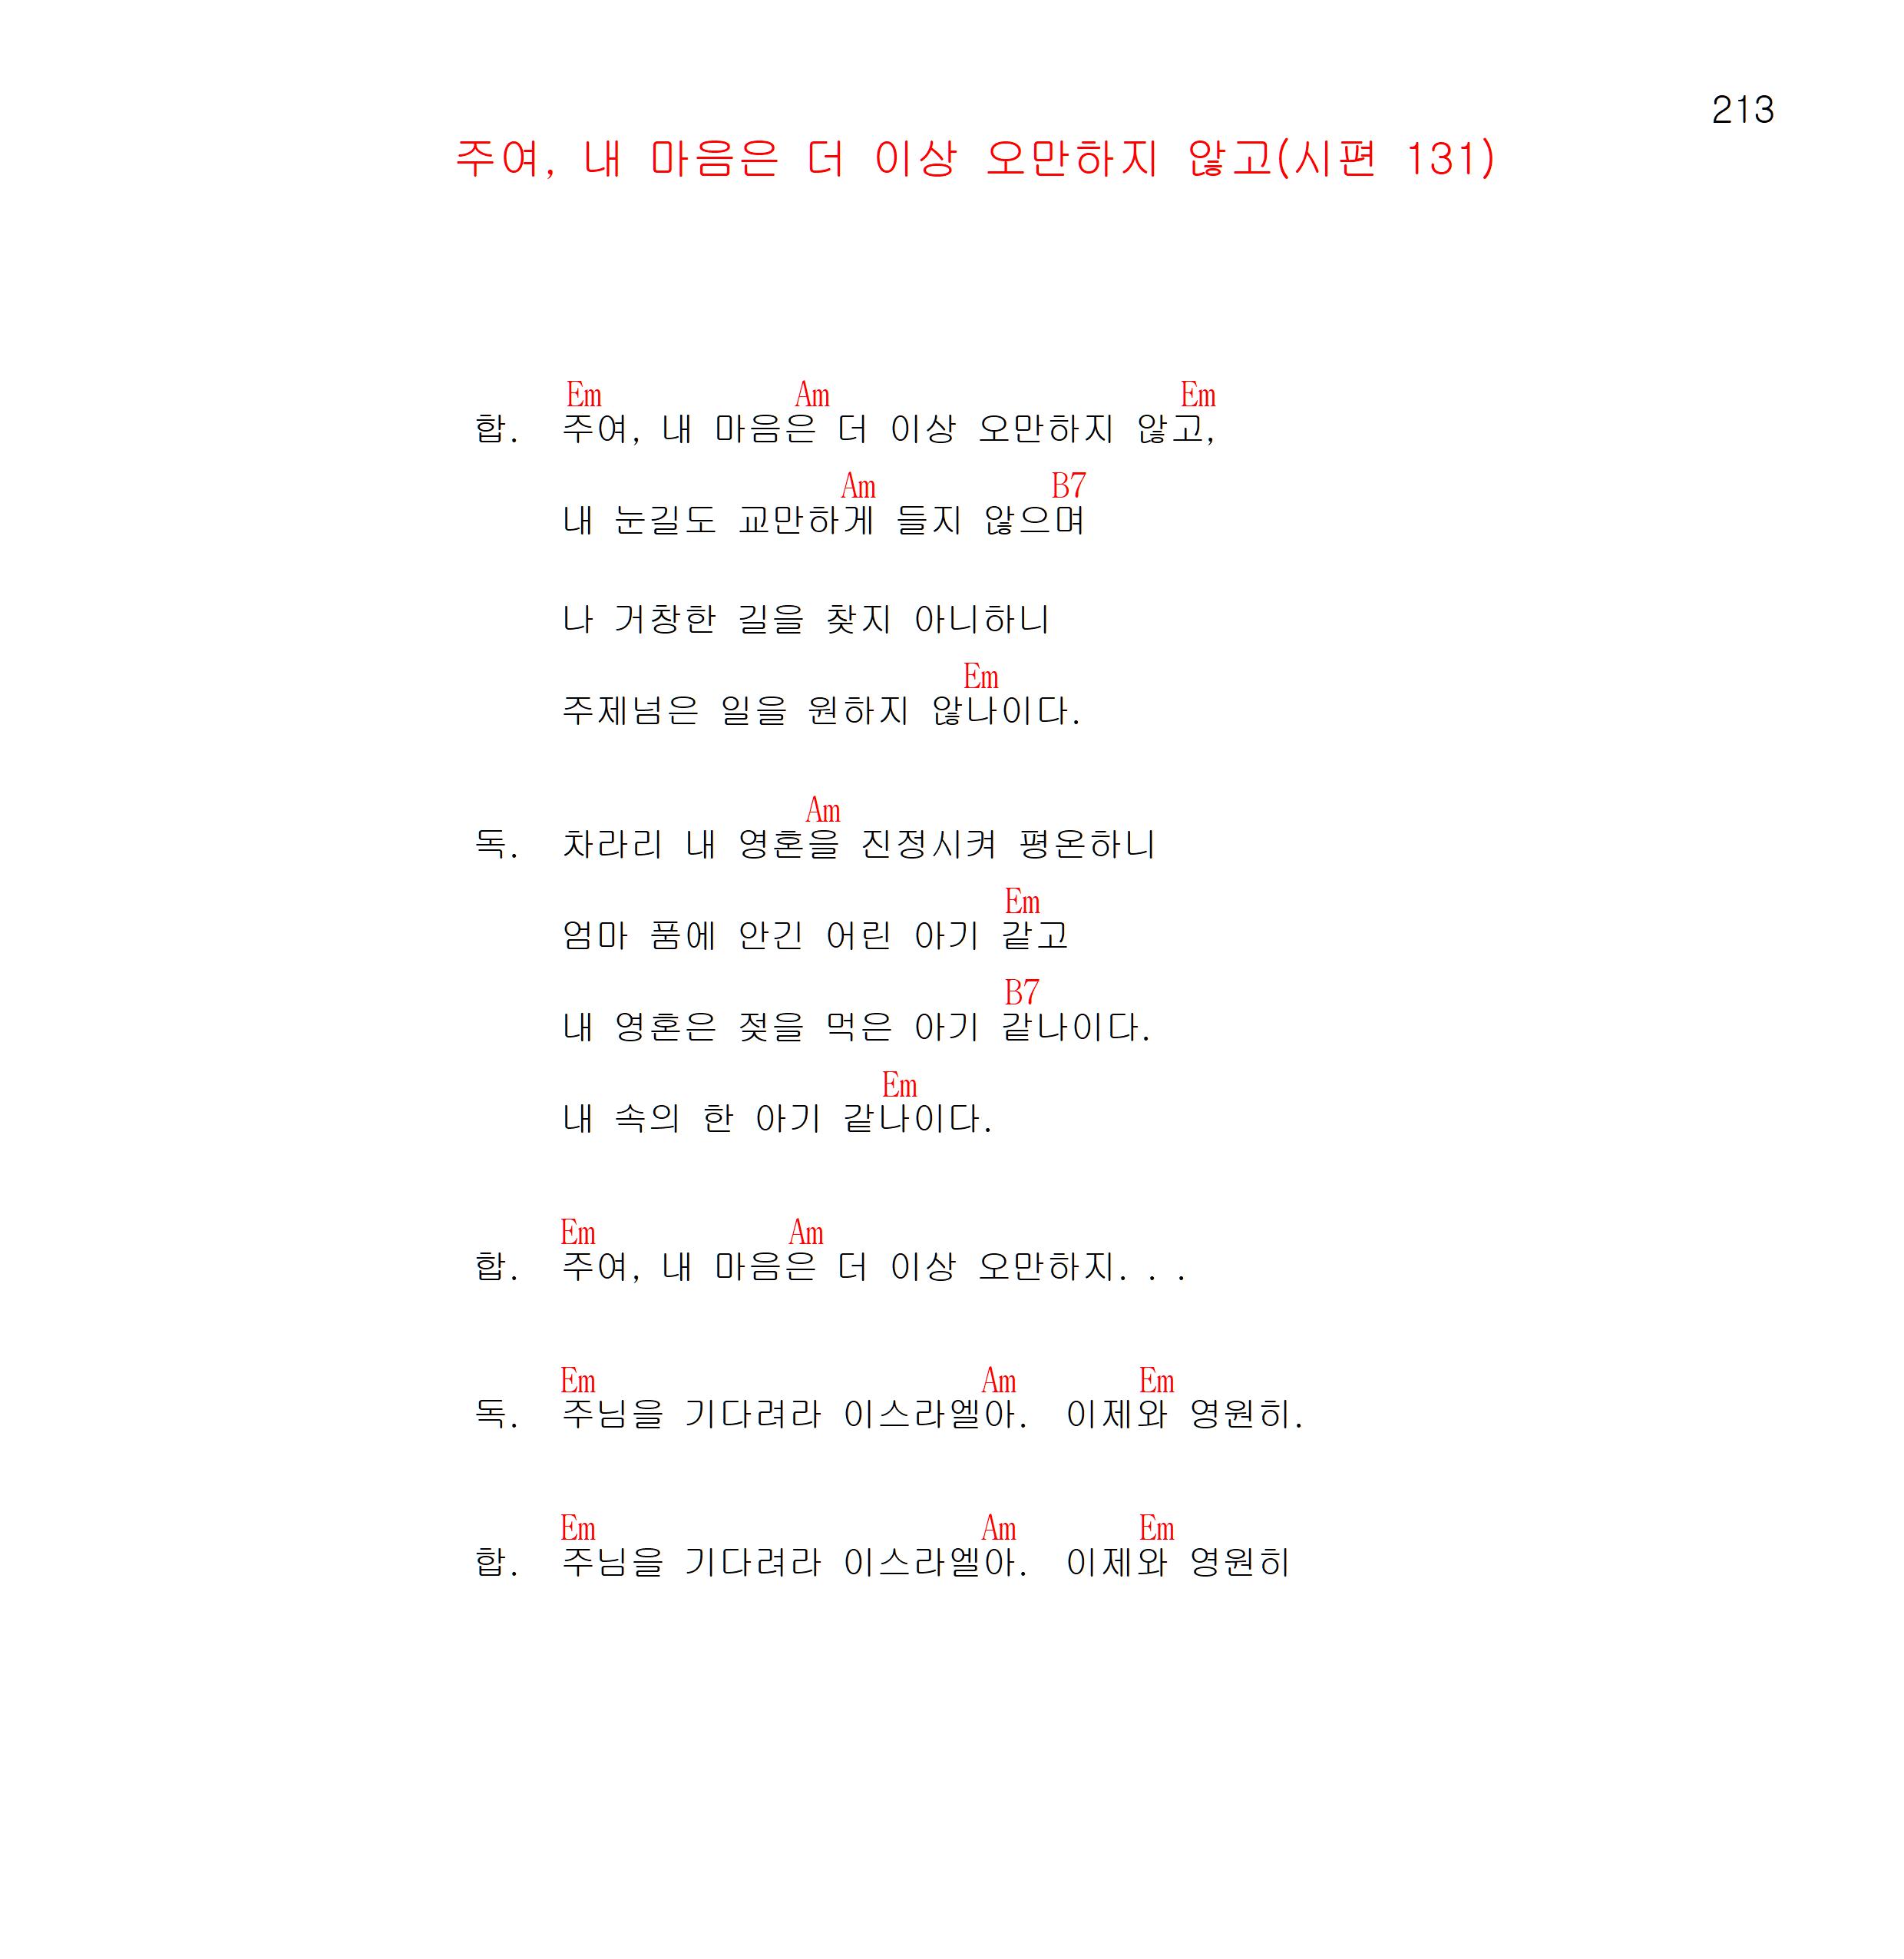 213
주여, 내 마음은 더 이상 오만하지 않고(시편 131)
Em Am Em
합. 주여, 내 마음은 더 이상 오만하지 않고,
Am B7
내 눈길도 교만하게 들지 않으며
나 거창한 길을 찾지 아니하니
Em
주제넘은 일을 원하지 않나이다.
Am
독. 차라리 내 영혼을 진정시켜 평온하니
Em
엄마 품에 안긴 어린 아기 같고
B7
내 영혼은 젖을 먹은 아기 같나이다.
Em
내 속의 한 아기 같나이다.
Em Am
합. 주여, 내 마음은 더 이상 오만하지. . .
Em Am Em
독. 주님을 기다려라 이스라엘아. 이제와 영원히.
Em Am Em
합. 주님을 기다려라 이스라엘아. 이제와 영원히